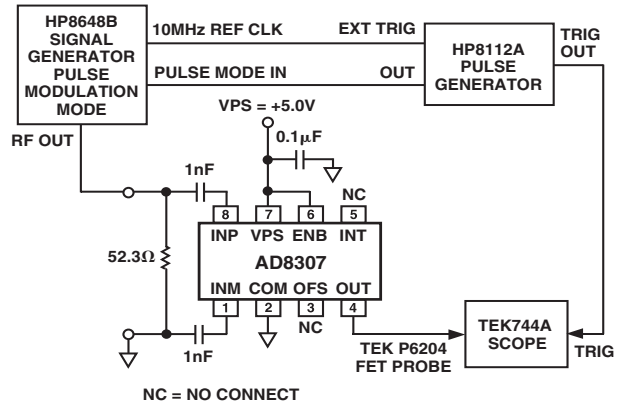 HP8648B
SIGNAL
GENERATOR
PULSE
MODULATION
MODE
10MHz REF CLK
EXT TRIG
PULSE MODE IN
OUT
HP8112A
PULSE
GENERATOR
TRIG
OUT
RF OUT
VPS = +5.0V
0.1μF
1nF
NC
8
7
6
5
INP
VPS
ENB
INT
52.3Ω
AD8307
INM
COM
OFS
OUT
1
2
3
4
NC
1nF
TEK P6204
FET PROBE
TEK744A
SCOPE
TRIG
NC = NO CONNECT